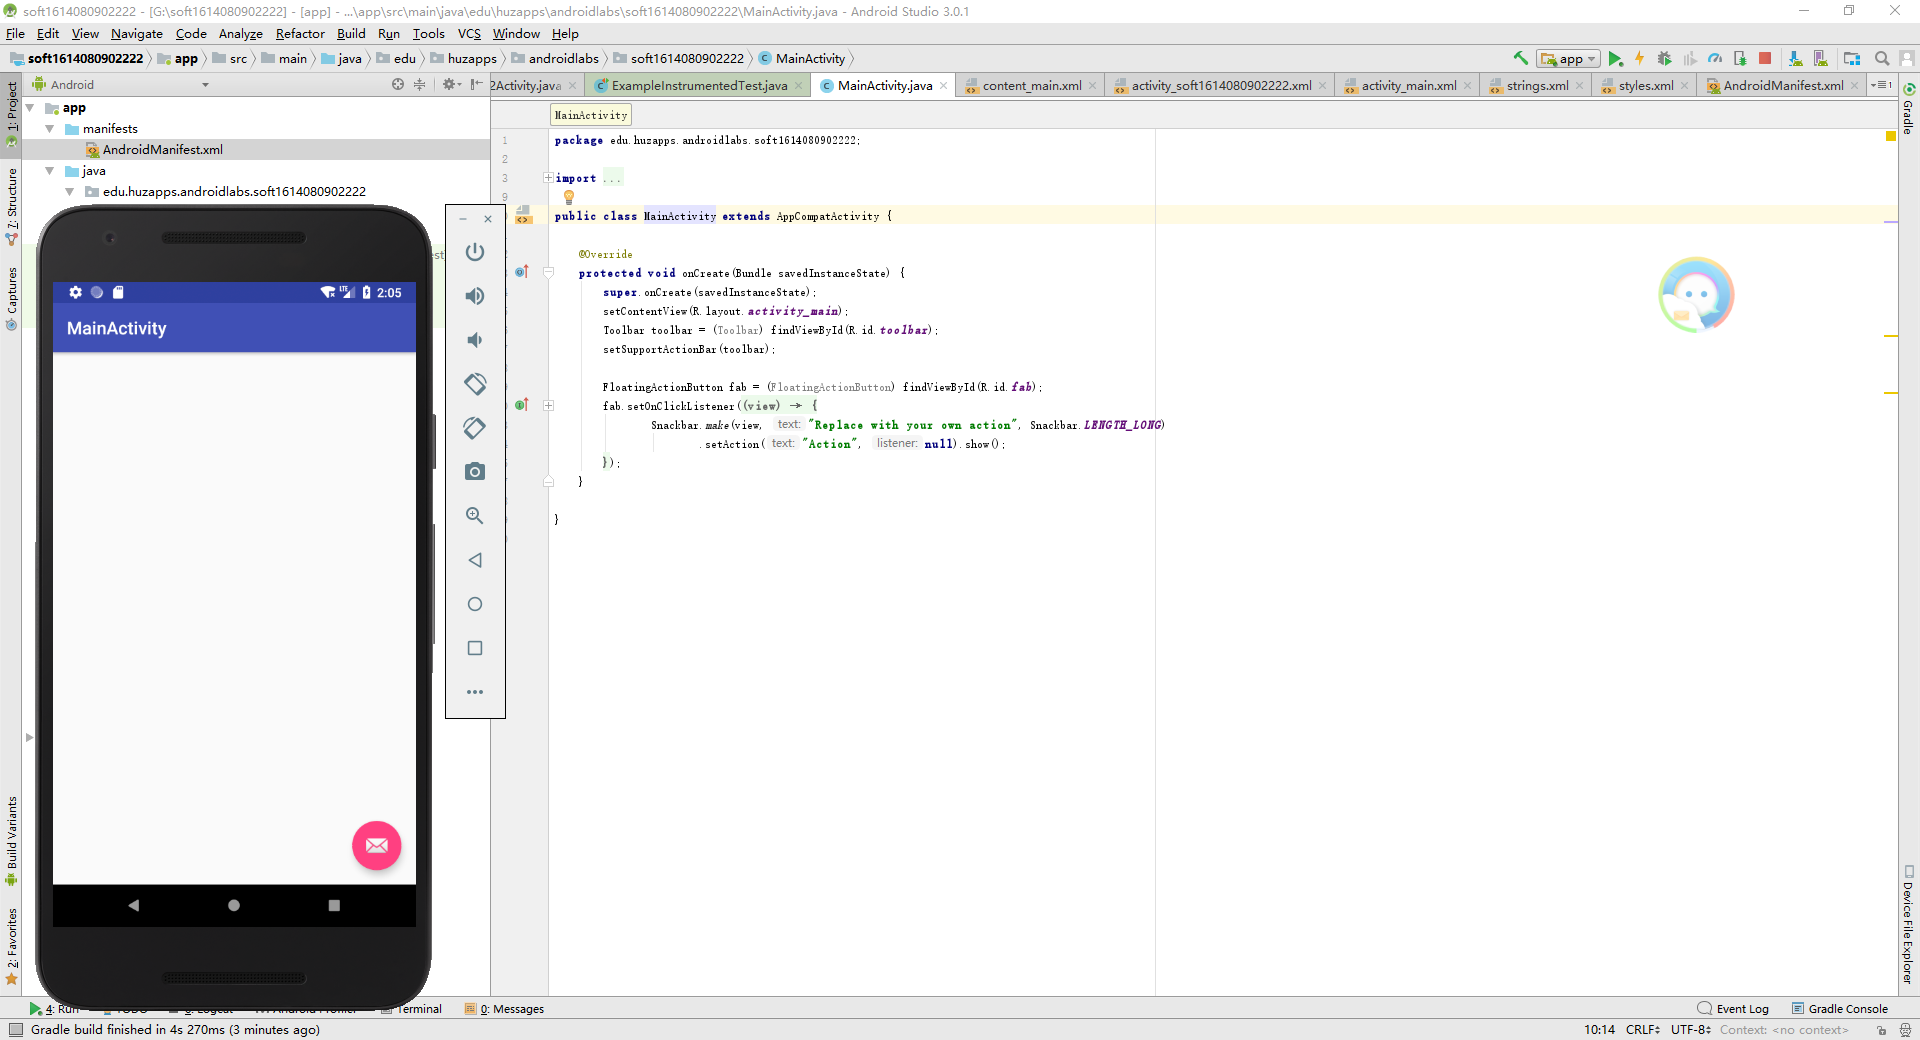 soft1614080902222 - [G:\soft1614080902222] - [app] - ...\app\src\main\java\edu\huzapps\androidlabs\soft1614080902222\MainActivity.java - Android Studio 3.0.1
File Edit View Navigate Code Analyze Refactor Build Run Tools VCS Window Help
soft1614080902222 app src main java edu huzapps androidlabs soft1614080902222 MainActivity
app
Android
2Activity.java ExampleInstrumentedTest.java MainActivity.java content_main.xml activity_soft1614080902222.xml activity_main.xml strings.xml styles.xml AndroidManifest.xml
1: Project
7: Structure
Captures
Build Variants
2: Favorites
app
manifests
AndroidManifest.xml
java
edu.huzapps.androidlabs.soft1614080902222
2:05
MainActivity
MainActivity
1 package edu.huzapps.androidlabs.soft1614080902222;
2
3 import ...
9
public class MainActivity extends AppCompatActivity {
@Override
protected void onCreate(Bundle savedInstanceState) {
super.onCreate(savedInstanceState);
setContentView(R.layout.activity_main);
Toolbar toolbar = (Toolbar) findViewById(R.id.toolbar);
setSupportActionBar(toolbar);
FloatingActionButton fab = (FloatingActionButton) findViewById(R.id.fab);
fab.setOnClickListener((view) → {
Snackbar.make(view, text: "Replace with your own action", Snackbar.LENGTH_LONG)
.setAction( text: "Action", listener: null).show();
});
}
}
Gradle
Device File Explorer
4: Run Terminal 0: Messages Event Log Gradle Console
Gradle build finished in 4s 270ms (3 minutes ago) 10:14 CRLF UTF-8 Context: <no context>